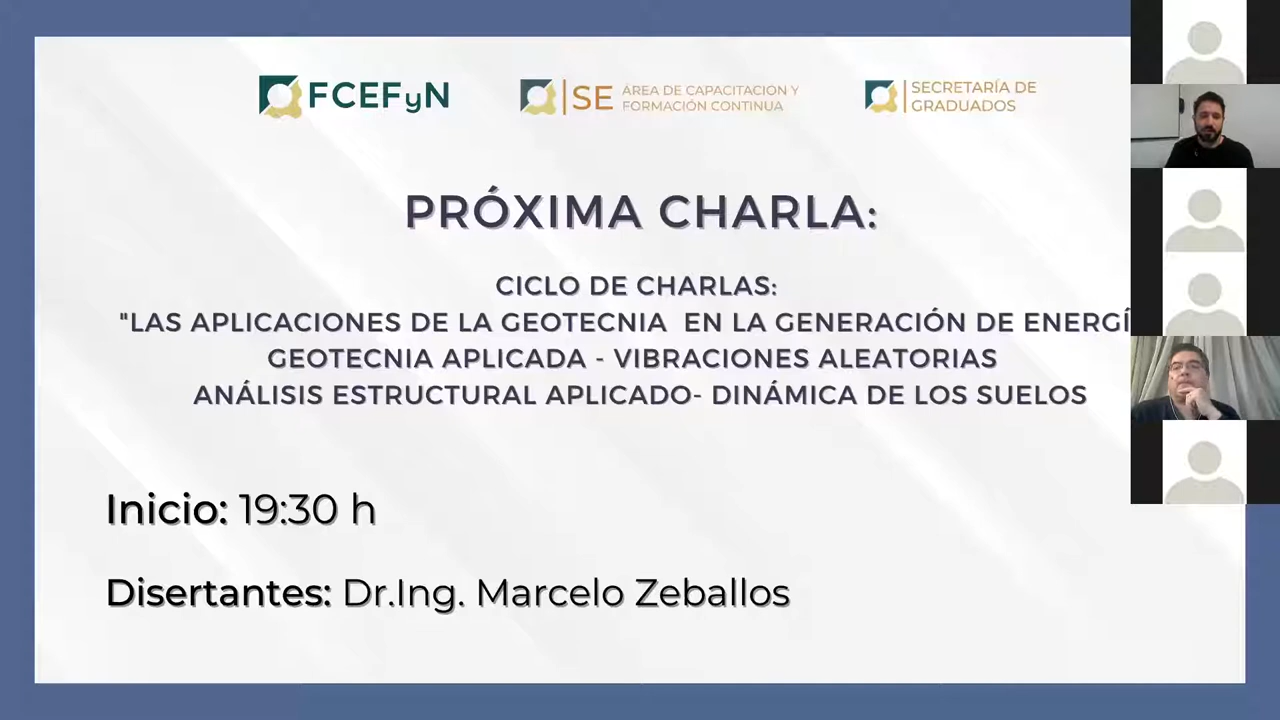 FCEFyN
SE ÁREA DE CAPACITACION Y
FORMACIÓN CONTINUA
SECRETARÍA DE
GRADUADOS
PRÓXIMA CHARLA:
CICLO DE CHARLAS:
"LAS APLICACIONES DE LA GEOTECNIA EN LA GENERACIÓN DE ENERGÍ
GEOTECNIA APLICADA - VIBRACIONES ALEATORIAS
ANÁLISIS ESTRUCTURAL APLICADO- DINÁMICA DE LOS SUELOS
Inicio: 19:30 h
Disertantes: Dr.Ing. Marcelo Zeballos